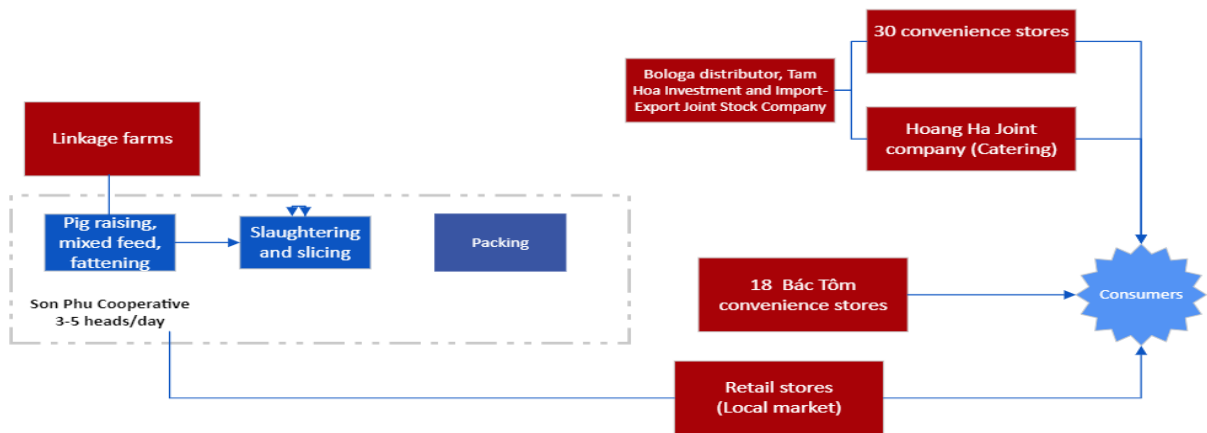 30 convenience stores
Bologa distributor, Tam
Hoa Investment and Import-
Export Joint Stock Company
Hoang Ha Joint
company (Catering)
Linkage farms
Pig raising,
mixed feed,
fattening
Slaughtering
and slicing
Packing
Son Phu Cooperative
3-5 heads/day
18 Bác Tôm
convenience stores
Consumers
Retail stores
(Local market)